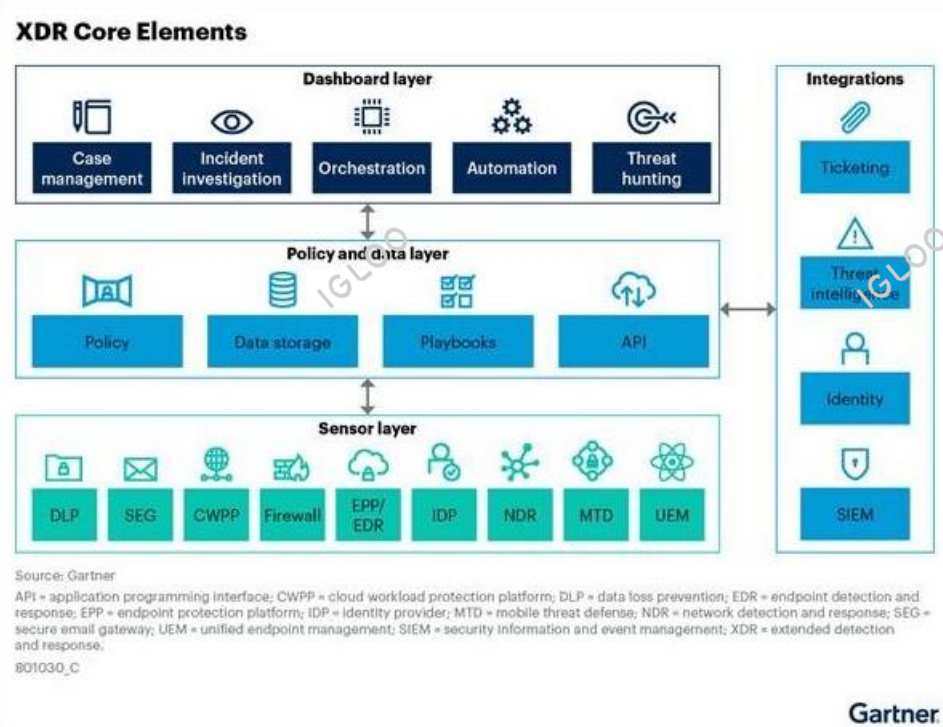 XDR Core Elements
Dashboard layer
Case
management
Incident
investigation
Orchestration
Automation
Threat
hunting
Policy and data layer
Policy
Data storage
Playbooks
API
Sensor layer
DLP
SEG
CWPP
Firewall
EPP/
EDR
IDP
NDR
MTD
UEM
Integrations
Ticketing
Threat
intelligence
Identity
SIEM
IGLOO
IGLOO
Source: Gartner
API = application programming interface; CWPP = cloud workload protection platform; DLP = data loss prevention; EDR = endpoint detection and
response; EPP = endpoint protection platform; IDP = identity provider; MTD = mobile threat defense; NDR = network detection and response; SEG =
secure email gateway; UEM = unified endpoint management; SIEM = security information and event management; XDR = extended detection
and response.
801030_C
Gartner